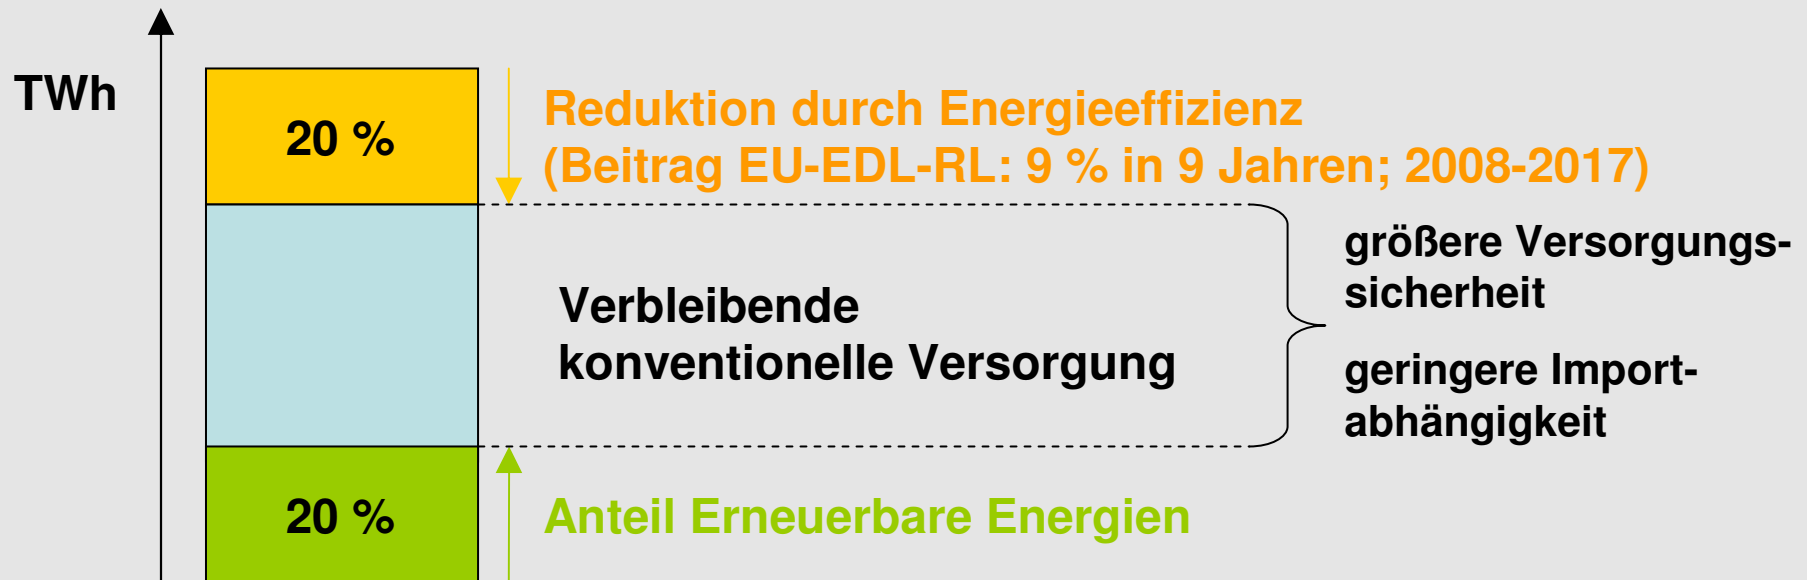 TWh
20 %
Reduktion durch Energieeffizienz
(Beitrag EU-EDL-RL: 9 % in 9 Jahren; 2008-2017)
größere Versorgungs-
sicherheit
Verbleibende
konventionelle Versorgung
geringere Import-
abhängigkeit
20 %
Anteil Erneuerbare Energien